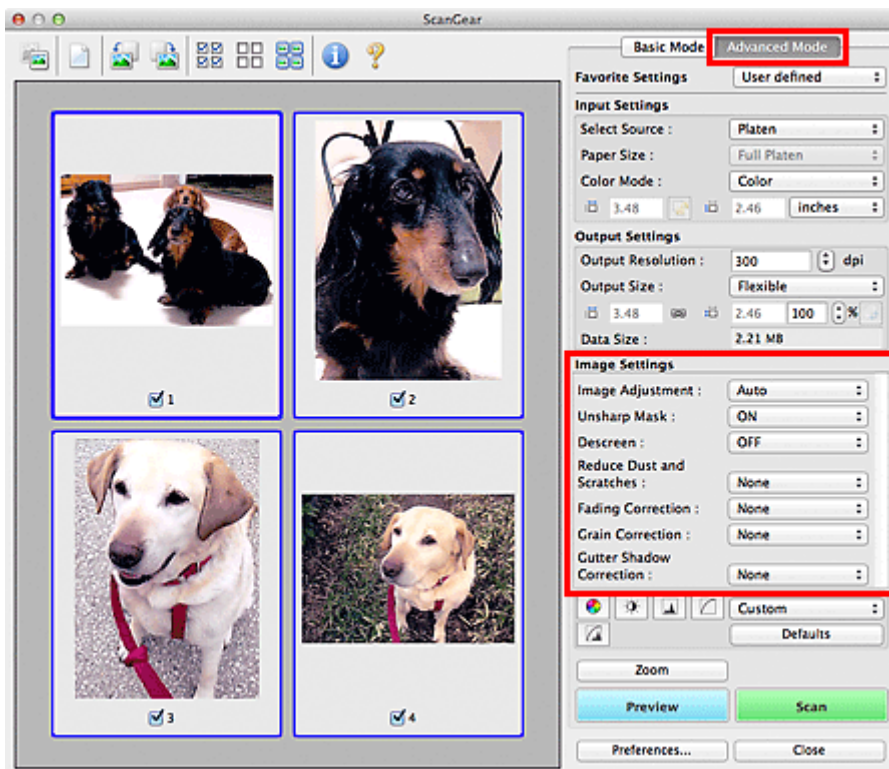 ScanGear
Basic Mode Advanced Mode
Favorite Settings User defined
Input Settings
Select Source : Platen
Paper Size : Full Platen
Color Mode : Color
3.48 2.46 inches
Output Settings
Output Resolution : 300 dpi
Output Size : Flexible
3.48 2.46 100 %
Data Size : 2.21 MB
Image Settings
Image Adjustment : Auto
Unsharp Mask : ON
Descreen : OFF
Reduce Dust and
Scratches : None
Fading Correction : None
Grain Correction : None
Gutter Shadow
Correction : None
Custom
Defaults
Zoom
Preview Scan
Preferences... Close
1
2
3
4